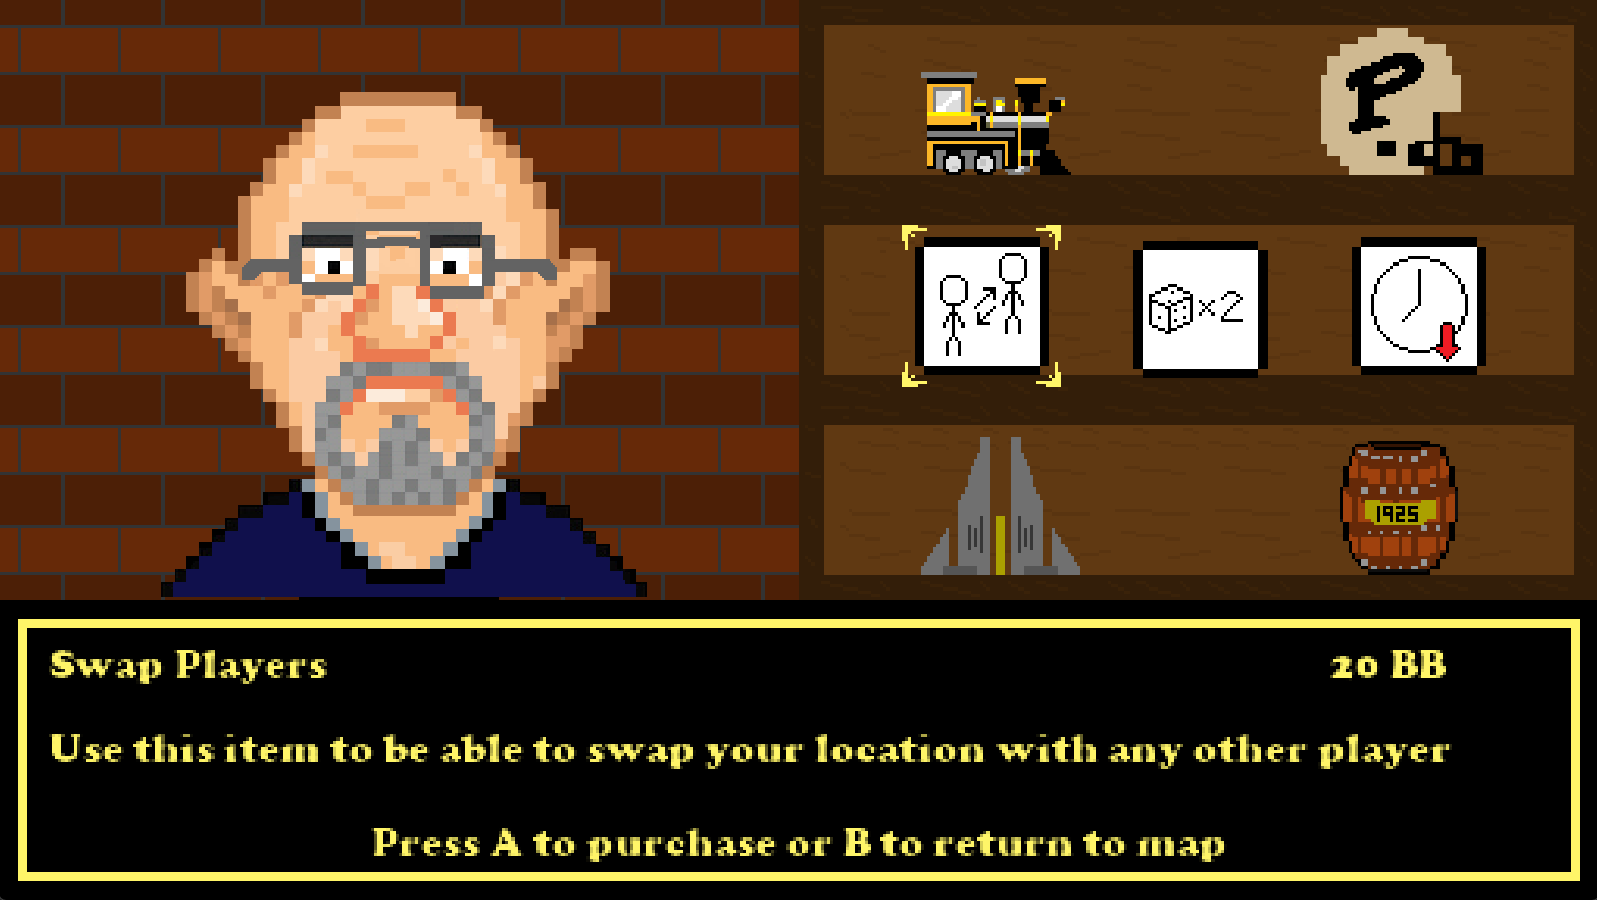 P
×2
1925
Swap Players 20 BB
Use this item to be able to swap your location with any other player
Press A to purchase or B to return to map